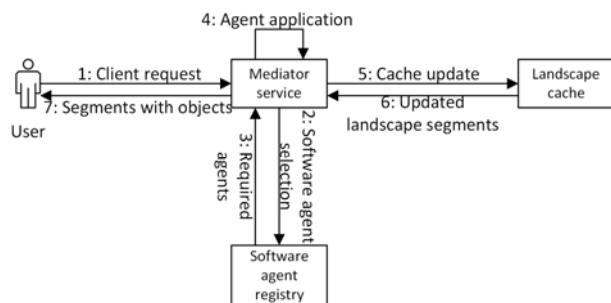 4: Agent application
1: Client request
Mediator
service
5: Cache update
Landscape
cache
7: Segments with objects
6: Updated
landscape segments
User
2: Software agent
selection
3: Required
agents
Software
agent
registry